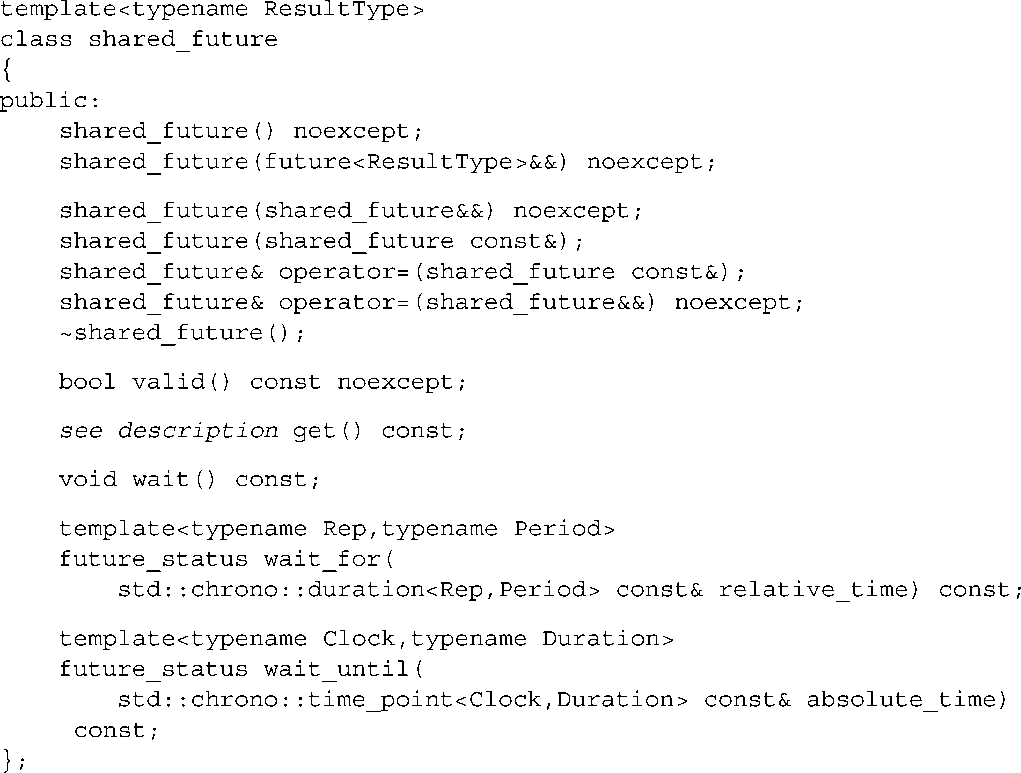 template<typename ResultType>
class shared_future
{
public:
    shared_future() noexcept;
    shared_future(future<ResultType>&&) noexcept;

    shared_future(shared_future&&) noexcept;
    shared_future(shared_future const&);
    shared_future& operator=(shared_future const&);
    shared_future& operator=(shared_future&&) noexcept;
    ~shared_future();

    bool valid() const noexcept;

    see description get() const;

    void wait() const;

    template<typename Rep,typename Period>
    future_status wait_for(
        std::chrono::duration<Rep,Period> const& relative_time) const;

    template<typename Clock,typename Duration>
    future_status wait_until(
        std::chrono::time_point<Clock,Duration> const& absolute_time)
     const;
};